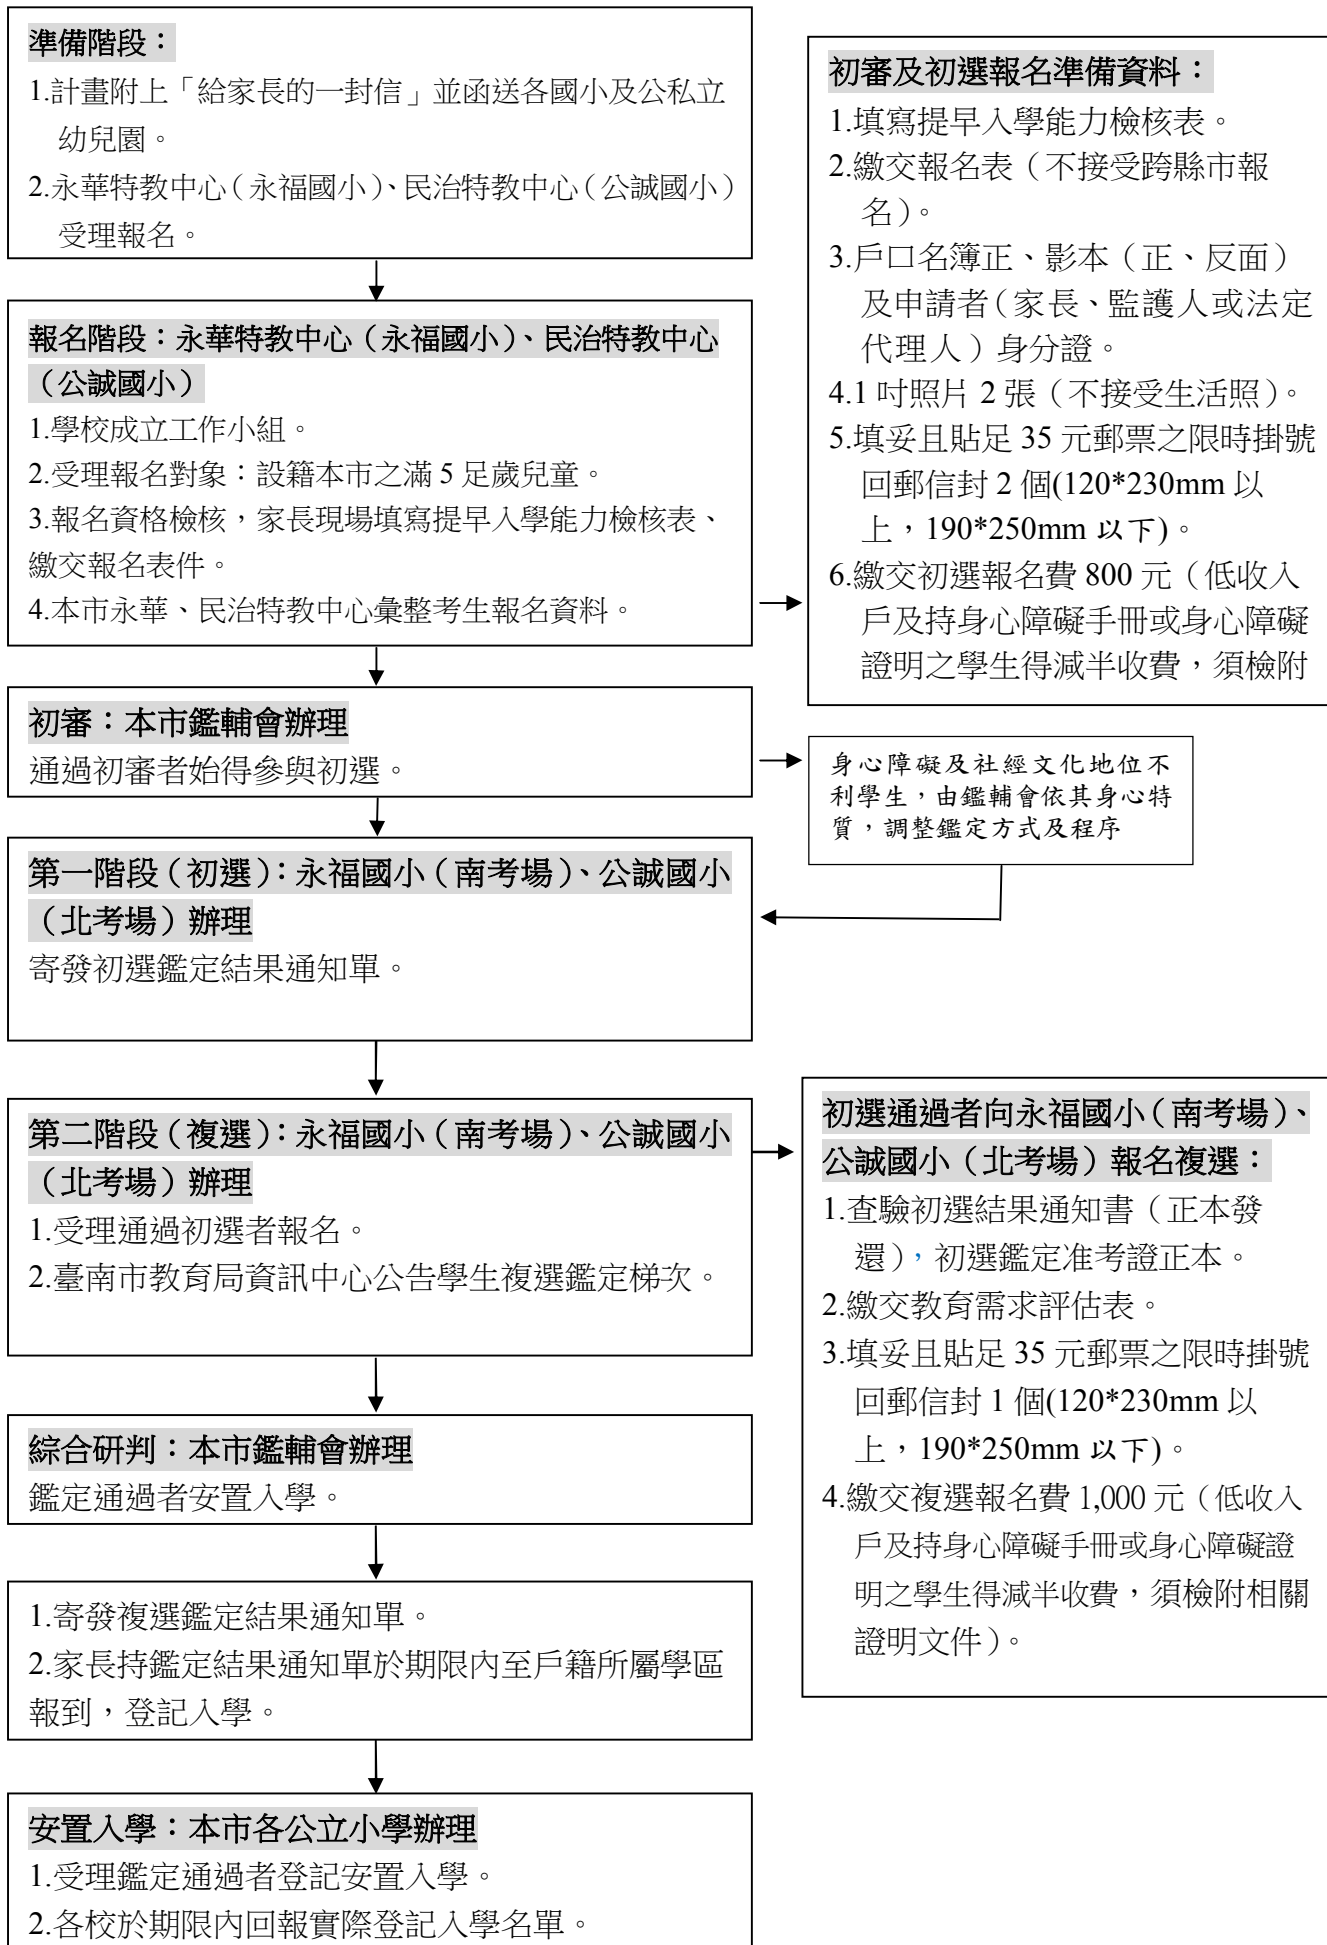 準備階段：
1.計畫附上「給家長的一封信」並函送各國小及公私立
幼兒園。
2.永華特教中心（永福國小）、民治特教中心（公誠國小）
受理報名。
初審及初選報名準備資料：
1.填寫提早入學能力檢核表。
2.繳交報名表（不接受跨縣市報
名）。
3.戶口名簿正、影本（正、反面）
及申請者（家長、監護人或法定
代理人）身分證。
4.1 吋照片 2 張（不接受生活照）。
5.填妥且貼足 35 元郵票之限時掛號
回郵信封 2 個(120*230mm 以
上，190*250mm 以下)。
6.繳交初選報名費 800 元（低收入
戶及持身心障礙手冊或身心障礙
證明之學生得減半收費，須檢附
報名階段：永華特教中心（永福國小）、民治特教中心
（公誠國小）
1.學校成立工作小組。
2.受理報名對象：設籍本市之滿 5 足歲兒童。
3.報名資格檢核，家長現場填寫提早入學能力檢核表、
繳交報名表件。
4.本市永華、民治特教中心彙整考生報名資料。
初審：本市鑑輔會辦理
通過初審者始得參與初選。
身心障礙及社經文化地位不
利學生，由鑑輔會依其身心特
質，調整鑑定方式及程序
第一階段（初選）：永福國小（南考場）、公誠國小
（北考場）辦理
寄發初選鑑定結果通知單。
第二階段（複選）：永福國小（南考場）、公誠國小
（北考場）辦理
1.受理通過初選者報名。
2.臺南市教育局資訊中心公告學生複選鑑定梯次。
初選通過者向永福國小（南考場）、
公誠國小（北考場）報名複選：
1.查驗初選結果通知書（正本發
還），初選鑑定准考證正本。
2.繳交教育需求評估表。
3.填妥且貼足 35 元郵票之限時掛號
回郵信封 1 個(120*230mm 以
上，190*250mm 以下)。
4.繳交複選報名費 1,000 元（低收入
戶及持身心障礙手冊或身心障礙證
明之學生得減半收費，須檢附相關
證明文件）。
綜合研判：本市鑑輔會辦理
鑑定通過者安置入學。
1.寄發複選鑑定結果通知單。
2.家長持鑑定結果通知單於期限內至戶籍所屬學區
報到，登記入學。
安置入學：本市各公立小學辦理
1.受理鑑定通過者登記安置入學。
2.各校於期限內回報實際登記入學名單。